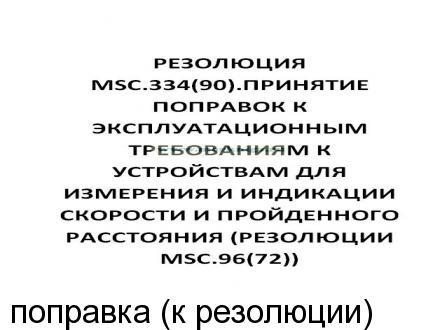 РЕЗОЛЮЦИЯ
MSC.334(90).ПРИНЯТИЕ
ПОПРАВОК К
ЭКСПЛУАТАЦИОННЫМ
ТРЕБОВАНИЯМ К
УСТРОЙСТВАМ ДЛЯ
ИЗМЕРЕНИЯ И ИНДИКАЦИИ
СКОРОСТИ И ПРОЙДЕННОГО
РАССТОЯНИЯ (РЕЗОЛЮЦИИ
MSC.96(72))
поправка (к резолюции)